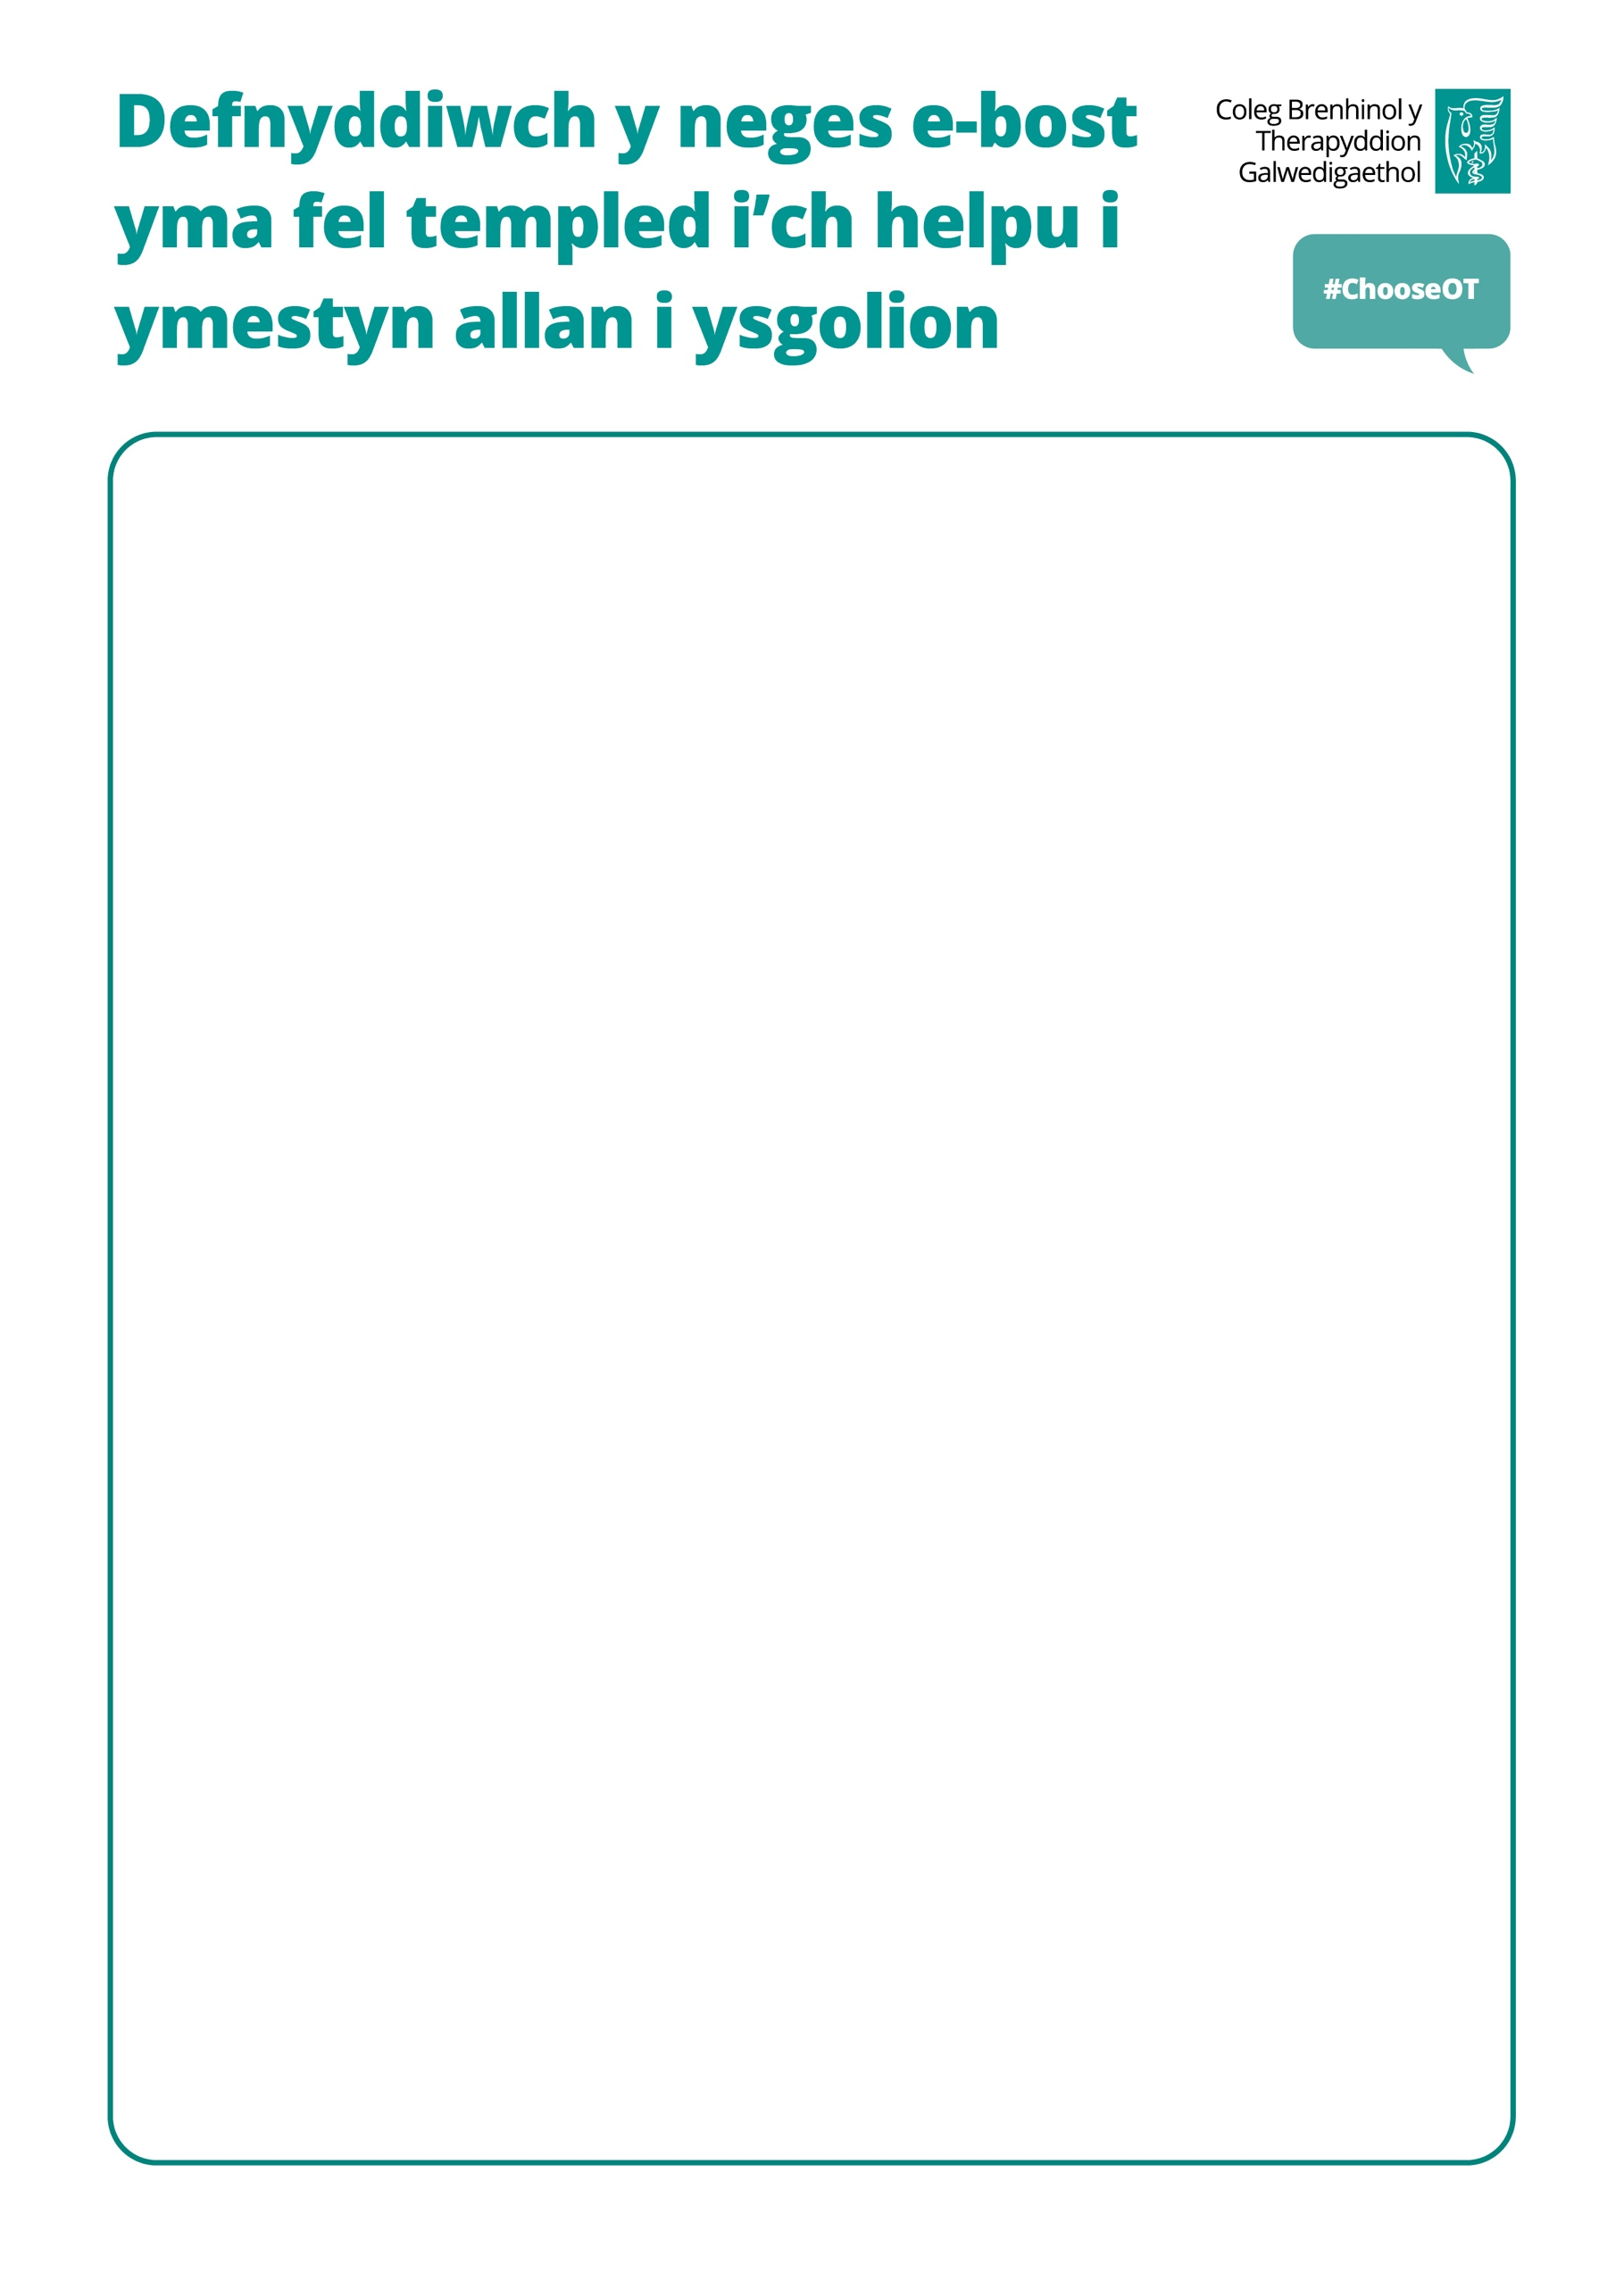 Defnyddiwch y neges e-bost
yma fel templed i’ch helpu i
ymestyn allan i ysgolion
Coleg Brenhinol y
Therapyddion
Galwedigaethol
#ChooseOT